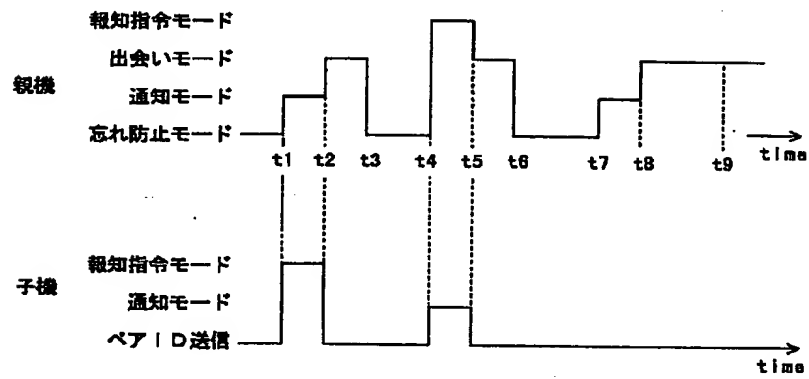 報知指令モード
出会いモード
親機
通知モード
忘れ防止モード
t1 t2 t3 t4 t5 t6 t7 t8 t9 time
報知指令モード
子機
通知モード
ペアID送信
time